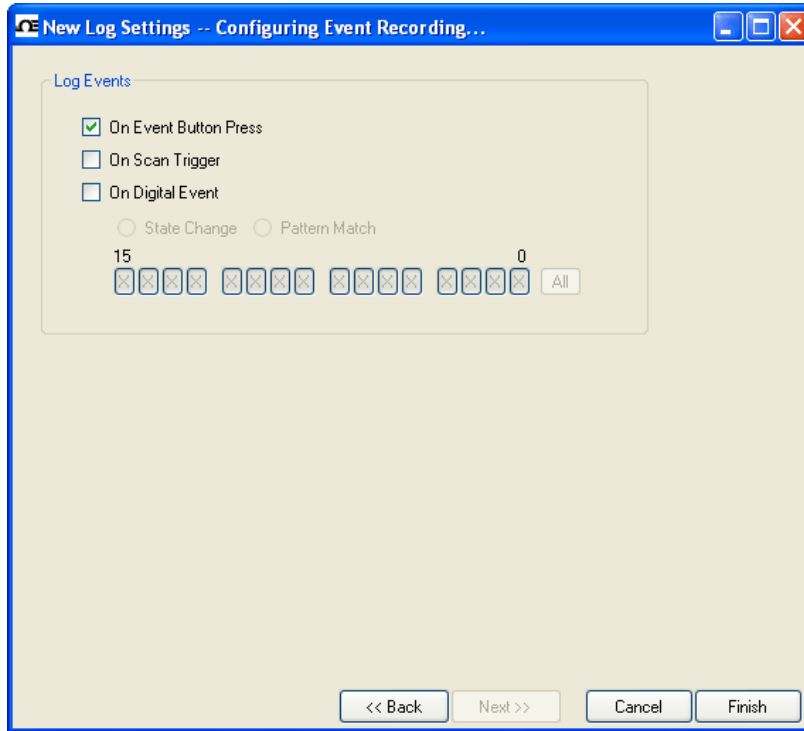 New Log Settings -- Configuring Event Recording...
Log Events
On Event Button Press
On Scan Trigger
On Digital Event
State Change Pattern Match
15 0
X X X X X X X X X X X X X X X X All
<< Back Next >> Cancel Finish